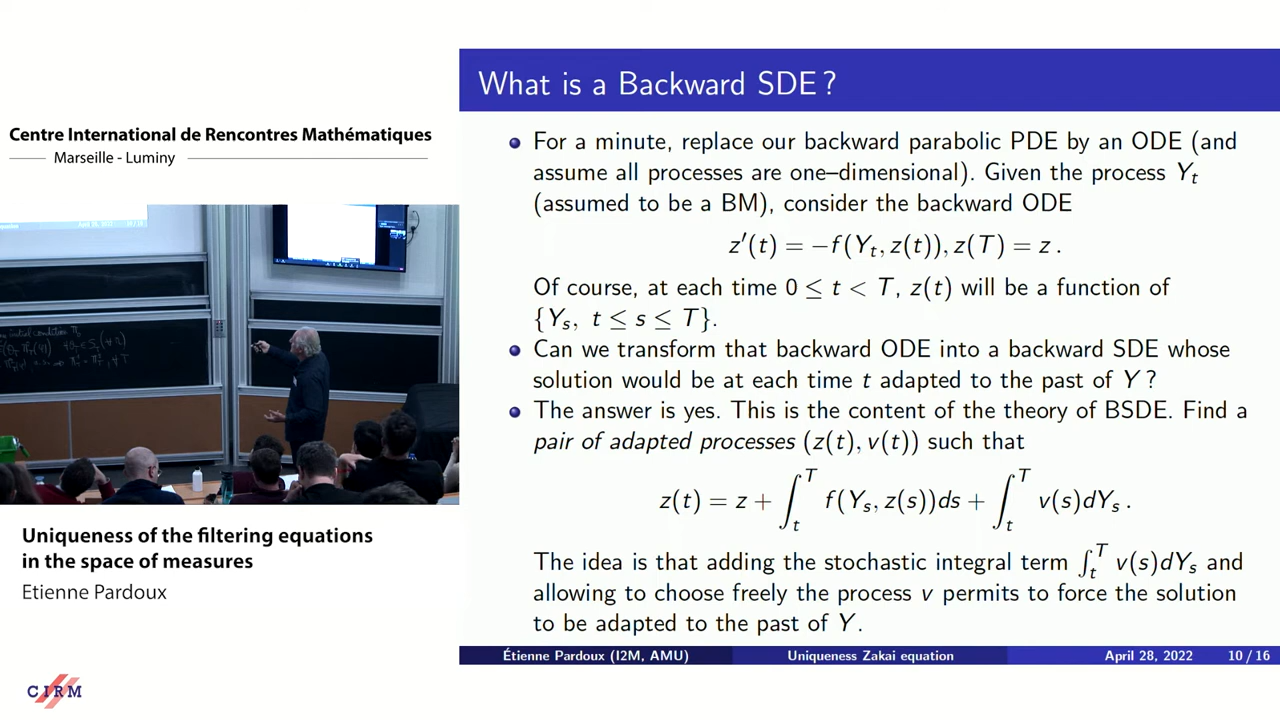 Centre International de Rencontres Mathématiques
Marseille - Luminy
Uniqueness of the filtering equations
in the space of measures
Etienne Pardoux
CIRM
What is a Backward SDE ?
For a minute, replace our backward parabolic PDE by an ODE (and
assume all processes are one–dimensional). Given the process Y_t
(assumed to be a BM), consider the backward ODE
z′(t) = −f(Y_t, z(t)), z(T) = z .
Of course, at each time 0 ≤ t < T, z(t) will be a function of
{Y_s, t ≤ s ≤ T}.
Can we transform that backward ODE into a backward SDE whose
solution would be at each time t adapted to the past of Y ?
The answer is yes. This is the content of the theory of BSDE. Find a
pair of adapted processes (z(t), v(t)) such that
z(t) = z + ∫_t^T f(Y_s, z(s))ds + ∫_t^T v(s)dY_s .
The idea is that adding the stochastic integral term ∫_t^T v(s)dY_s and
allowing to choose freely the process v permits to force the solution
to be adapted to the past of Y.
Étienne Pardoux (I2M, AMU) Uniqueness Zakai equation April 28, 2022 10 / 16